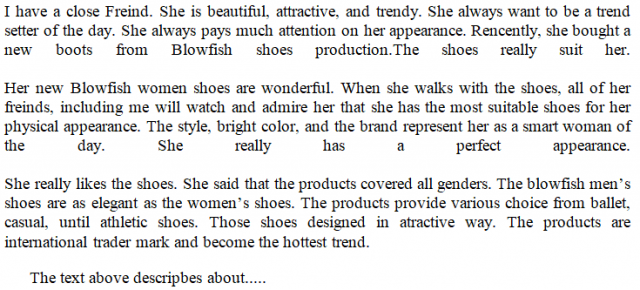 I have a close Freind. She is beautiful, attractive, and trendy. She always want to be a trend
setter of the day. She always pays much attention on her appearance. Rencently, she bought a
new boots from Blowfish shoes production.The shoes really suit her.
Her new Blowfish women shoes are wonderful. When she walks with the shoes, all of her
freinds, including me will watch and admire her that she has the most suitable shoes for her
physical appearance. The style, bright color, and the brand represent her as a smart woman of
the day. She really has a perfect appearance.
She really likes the shoes. She said that the products covered all genders. The blowfish men's
shoes are as elegant as the women's shoes. The products provide various choice from ballet,
casual, until athletic shoes. Those shoes designed in atractive way. The products are
international trader mark and become the hottest trend.
The text above descripbes about.....